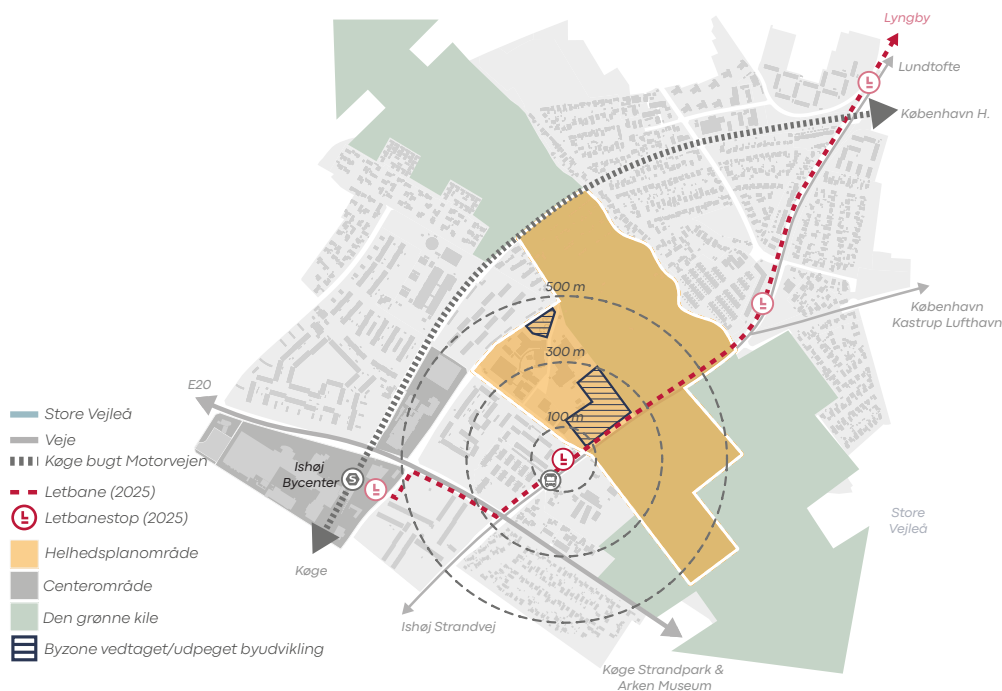 Lyngby
Lundtofte
København H.
500 m
København
Kastrup Lufthavn
300 m
E20
100 m
Store Vejleå
Veje
Køge bugt Motorvejen
Letbane (2025)
Letbanestop (2025)
Helhedsplanområde
Centerområde
Den grønne kile
Byzone vedtaget/udpeget byudvikling
Ishøj
Bycenter
S
Køge
Store
Vejleå
Ishøj Strandvej
Køge Strandpark &
Arken Museum